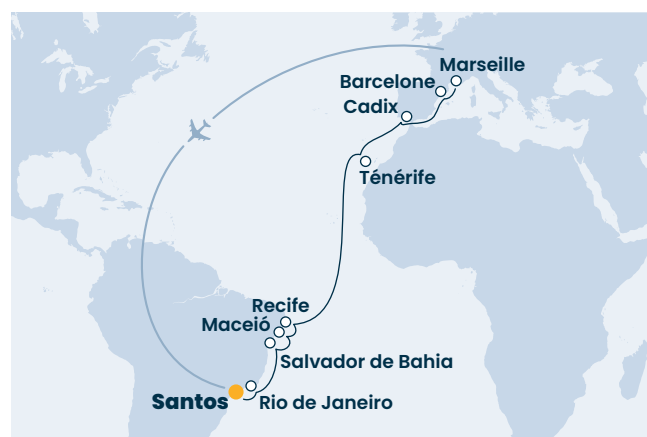 Marseille
Barcelone
Cadix
Ténérife
Recife
Maceió
Salvador de Bahia
Santos
Rio de Janeiro